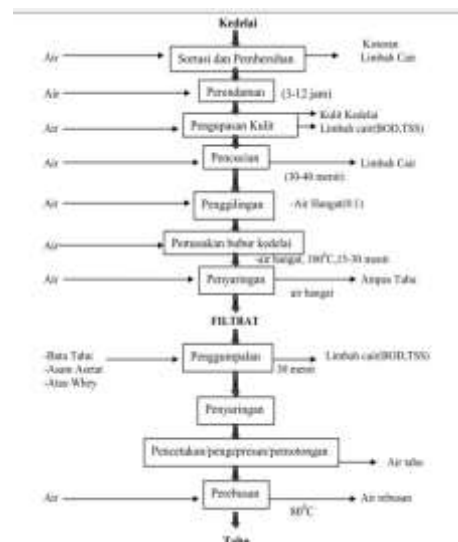 Kedelai
Air
Sortasi dan Pembersihan
Kotoran
Limbah Cair
Air
Perendaman
(3-12 jam)
Air
Pengupasan Kulit
Kulit Kedelai
Limbah cair(BOD,TSS)
Air
Pencucian
Limbah Cair
(30-40 menit)
Air
Penggilingan
-Air Hangat
Air
Pemasakan bubur kedelai
-air hangat, 100⁰C,15-30 menit
Air
Penyaringan
Ampas Tahu
air hangat
FILTRAT
-Batu Tahu
-Asam Asetat
-Atau Whey
Penggumpalan
Limbah cair(BOD,TSS)
30 menit
Penyaringan
Pencetakan/pengepresan/pemotongan
Air tahu
Air
Perebusan
Air rebusan
80⁰C
Tahu